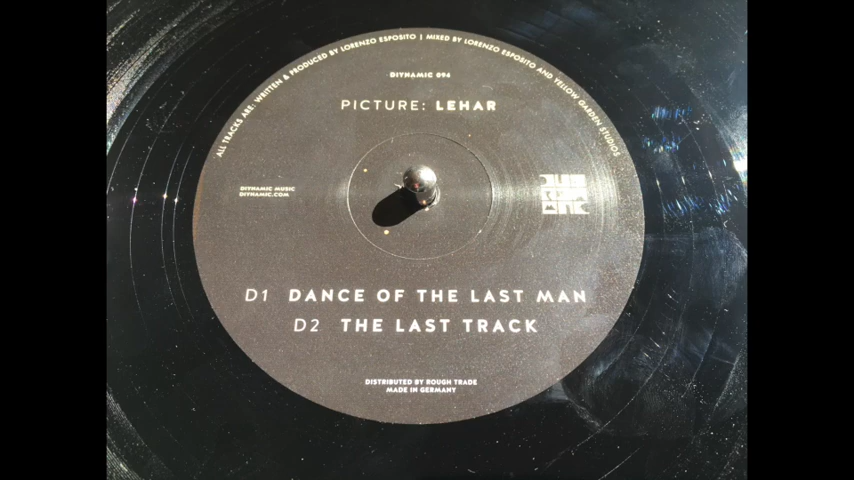 ALL TRACKS ARE: WRITTEN & PRODUCED BY LORENZO ESPOSITO | MIXED BY LORENZO ESPOSITO AND YELLOW GARDEN STUDIOS
DIYNAMIC 094
PICTURE: LEHAR
DIYNAMIC MUSIC
DIYNAMIC.COM
D1 DANCE OF THE LAST MAN
D2 THE LAST TRACK
DISTRIBUTED BY ROUGH TRADE
MADE IN GERMANY